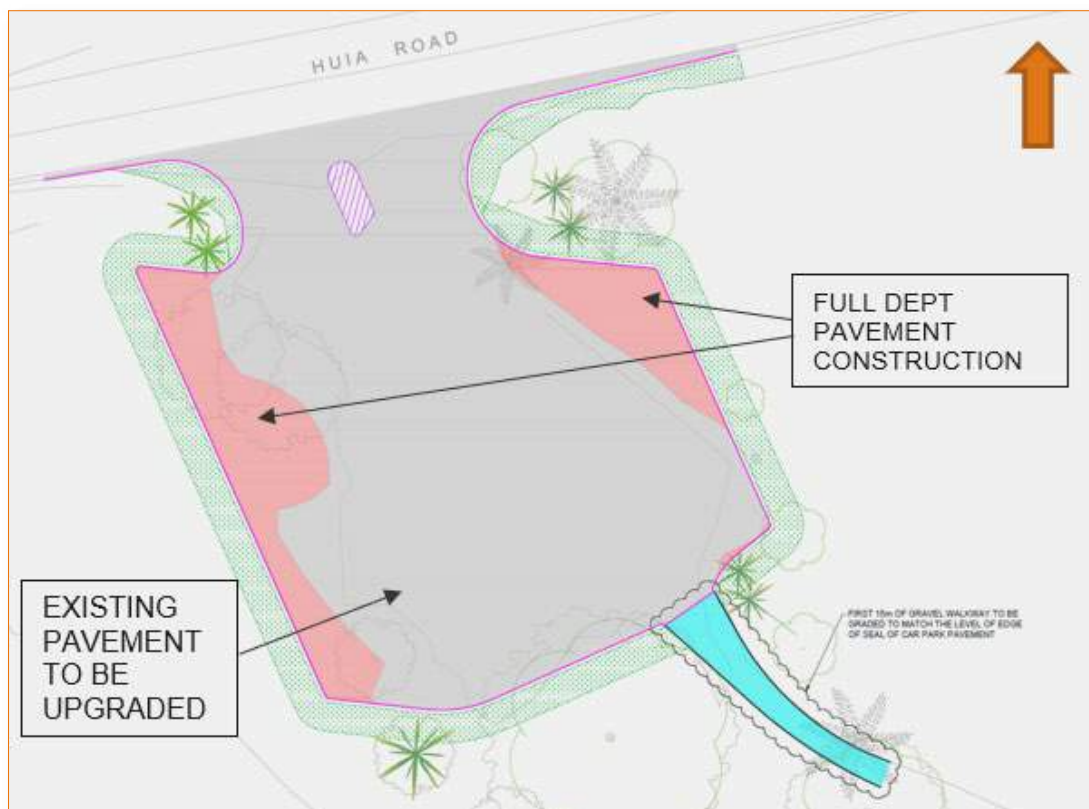 HUIA ROAD
FULL DEPT
PAVEMENT
CONSTRUCTION
EXISTING
PAVEMENT
TO BE
UPGRADED
FIRST 15m OF GRAVEL WALKWAY TO BE
GRADED TO MATCH THE LEVEL OF EDGE
OF SEAL OF CAR PARK PAVEMENT